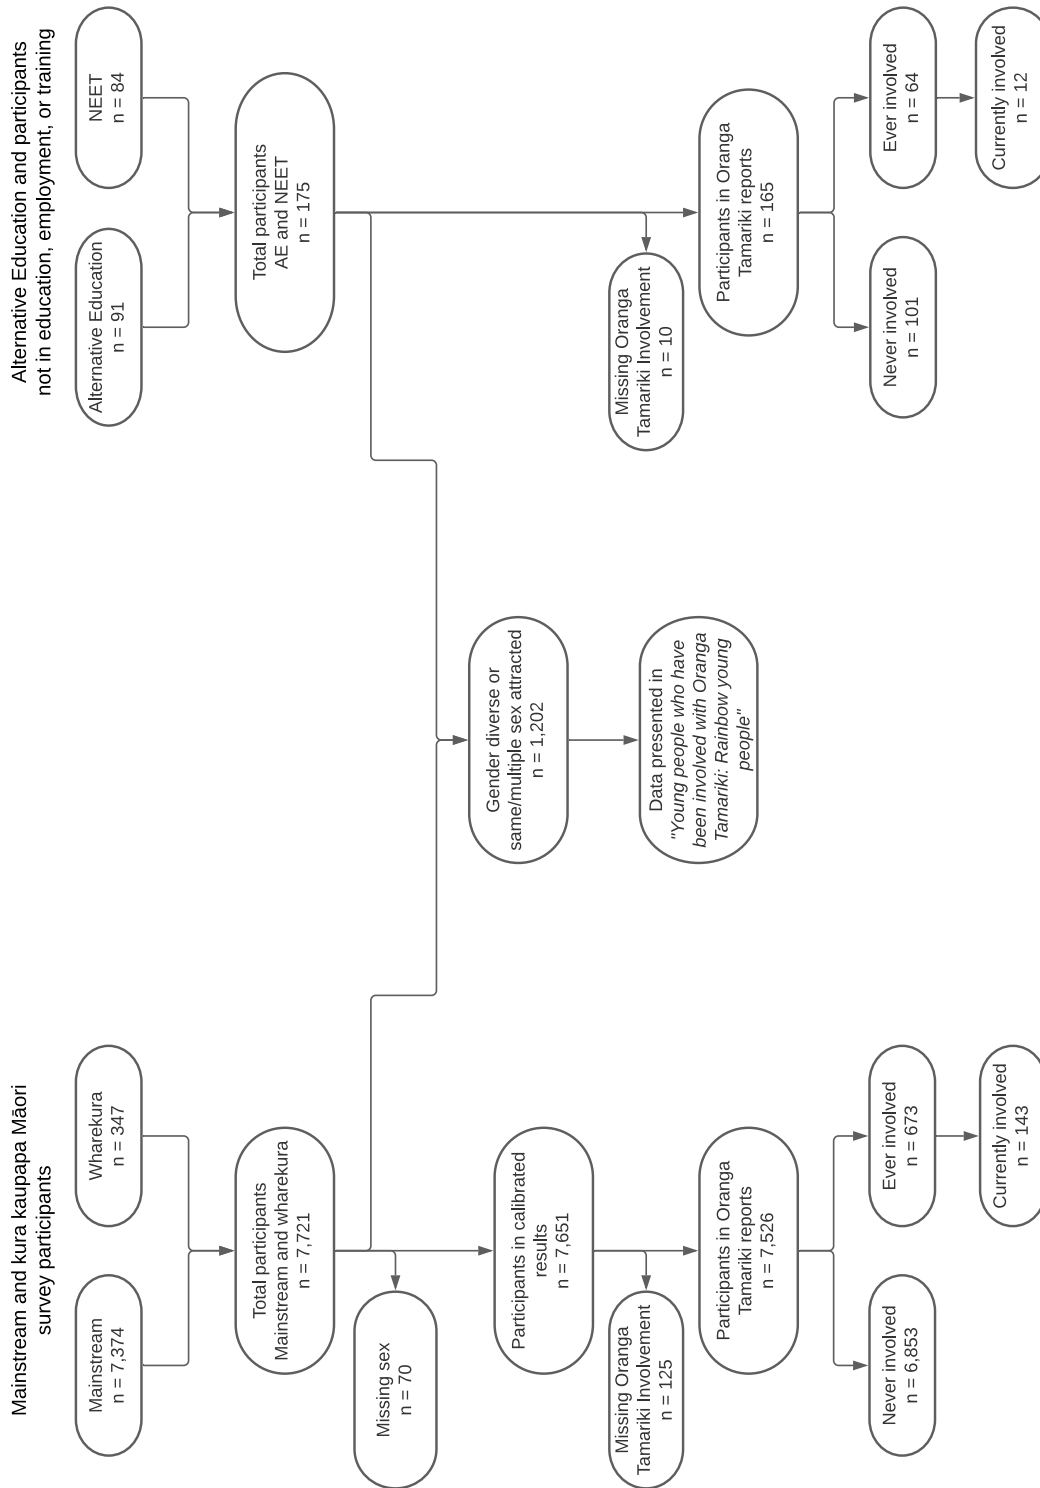 Mainstream and kura kaupapa Māori
survey participants
Mainstream
n = 7,374
Wharekura
n = 347
Total participants
Mainstream and wharekura
n = 7,721
Missing sex
n = 70
Participants in calibrated
results
n = 7,651
Missing Oranga
Tamariki Involvement
n = 125
Participants in Oranga
Tamariki reports
n = 7,526
Never involved
n = 6,853
Ever involved
n = 673
Currently involved
n = 143
Gender diverse or
same/multiple sex attracted
n = 1,202
Data presented in
"Young people who have
been involved with Oranga
Tamariki: Rainbow young
people"
Alternative Education and participants
not in education, employment, or training
Alternative Education
n = 91
NEET
n = 84
Total participants
AE and NEET
n = 175
Missing Oranga
Tamariki Involvement
n = 10
Participants in Oranga
Tamariki reports
n = 165
Never involved
n = 101
Ever involved
n = 64
Currently involved
n = 12